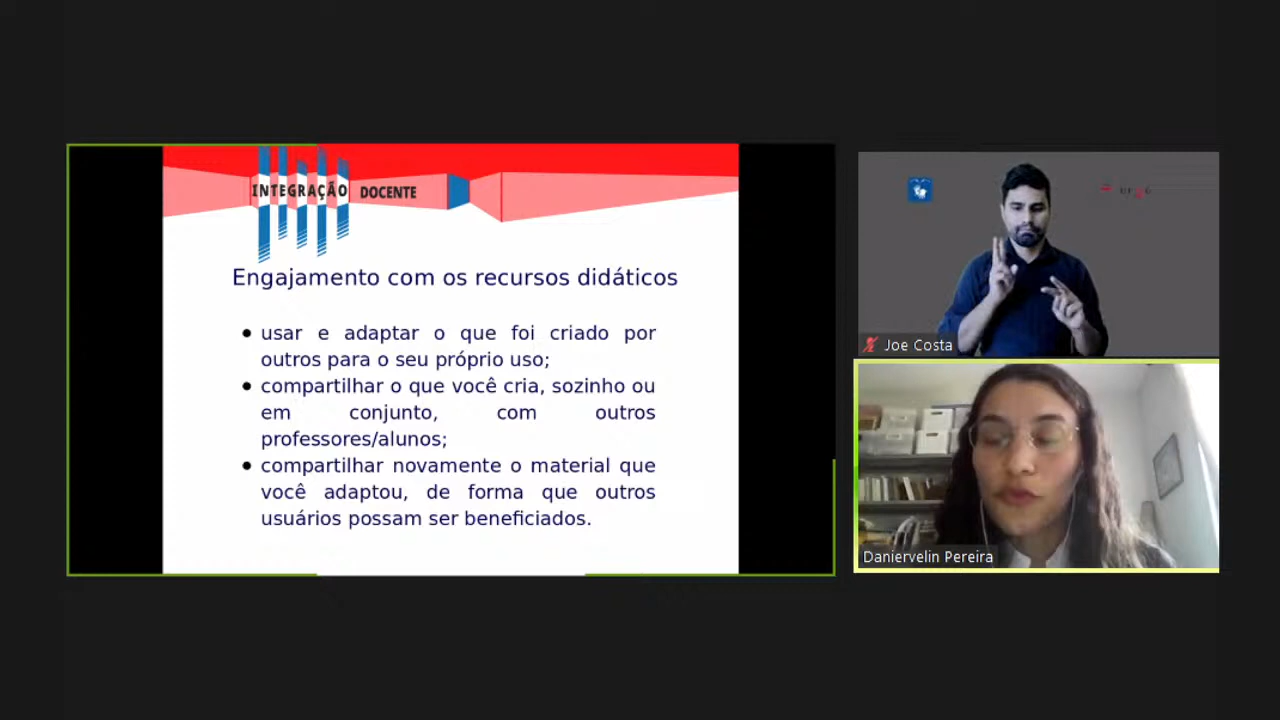 INTEGRAÇÃO DOCENTE
Engajamento com os recursos didáticos
● usar e adaptar o que foi criado por
outros para o seu próprio uso;
● compartilhar o que você cria, sozinho ou
em conjunto, com outros
professores/alunos;
● compartilhar novamente o material que
você adaptou, de forma que outros
usuários possam ser beneficiados.
Joe Costa
Daniervelin Pereira